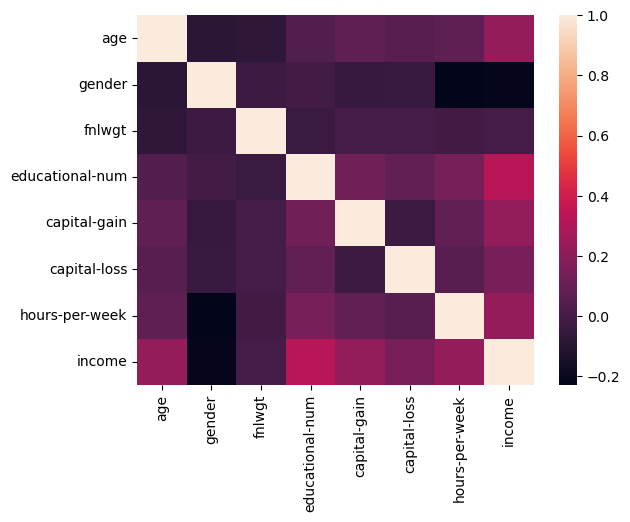 age
gender
fnlwgt
educational-num
capital-gain
capital-loss
hours-per-week
income
age
gender
fnlwgt
educational-num
capital-gain
capital-loss
hours-per-week
income
1.0
0.8
0.6
0.4
0.2
0.0
−0.2